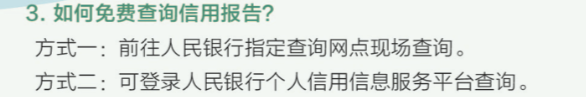 3. 如何免费查询信用报告?
方式一：前往人民银行指定查询网点现场查询。
方式二：可登录人民银行个人信用信息服务平台查询。